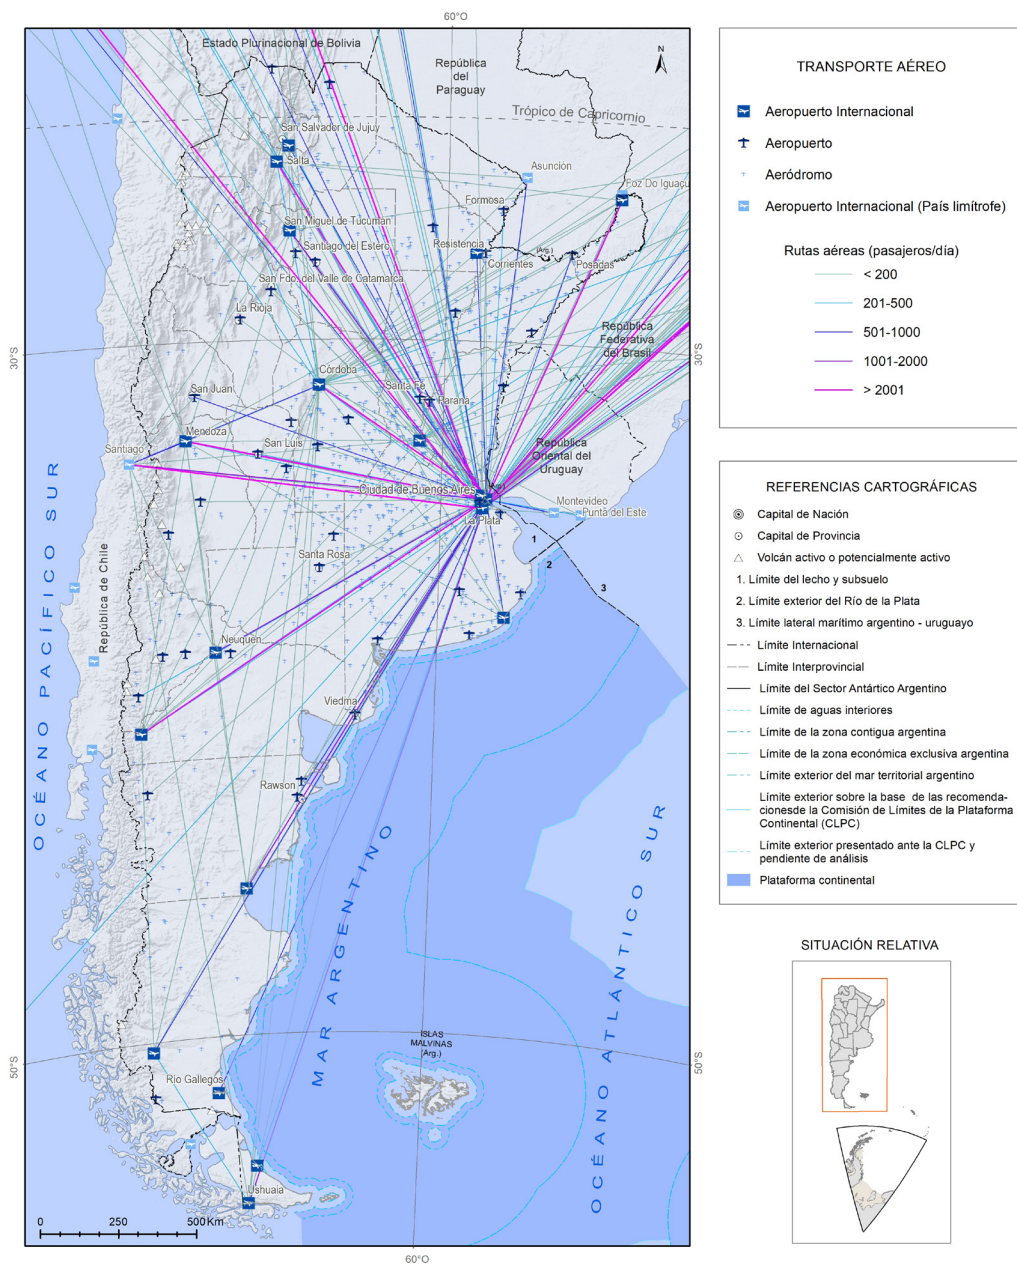 60°O
Estado Plurinacional de Bolivia
República
del
Paraguay
N
Trópico de Capricornio
San Salvador de Jujuy
Salta
Asunción
Foz Do Iguaçu
Formosa
San Miguel de Tucumán
Resistencia
Santiago del Estero
(Arg.)
Corrientes
Posadas
San Fdo. del Valle de Catamarca
La Rioja
República
Federativa
del Brasil
30°S
30°S
Córdoba
San Juan
Santa Fé
Paraná
Mendoza
San Luis
Santiago
República
Oriental del
Uruguay
Ciudad de Buenos Aires
Montevideo
Punta del Este
La Plata
1
2
3
Santa Rosa
República de Chile
OCÉANO PACÍFICO SUR
Neuquén
Viedma
Rawson
MAR ARGENTINO
OCÉANO ATLÁNTICO SUR
ISLAS
MALVINAS
(Arg.)
50°S
50°S
Río Gallegos
Ushuaia
0 250 500 Km
60°O
TRANSPORTE AÉREO
Aeropuerto Internacional
Aeropuerto
Aeródromo
Aeropuerto Internacional (País limítrofe)
Rutas aéreas (pasajeros/día)
< 200
201-500
501-1000
1001-2000
> 2001
REFERENCIAS CARTOGRÁFICAS
Capital de Nación
Capital de Provincia
Volcán activo o potencialmente activo
1. Límite del lecho y subsuelo
2. Límite exterior del Río de la Plata
3. Límite lateral marítimo argentino - uruguayo
Límite Internacional
Límite Interprovincial
Límite del Sector Antártico Argentino
Límite de aguas interiores
Límite de la zona contigua argentina
Límite de la zona económica exclusiva argentina
Límite exterior del mar territorial argentino
Límite exterior sobre la base de las recomenda-
cionesde la Comisión de Límites de la Plataforma
Continental (CLPC)
Límite exterior presentado ante la CLPC y
pendiente de análisis
Plataforma continental
SITUACIÓN RELATIVA